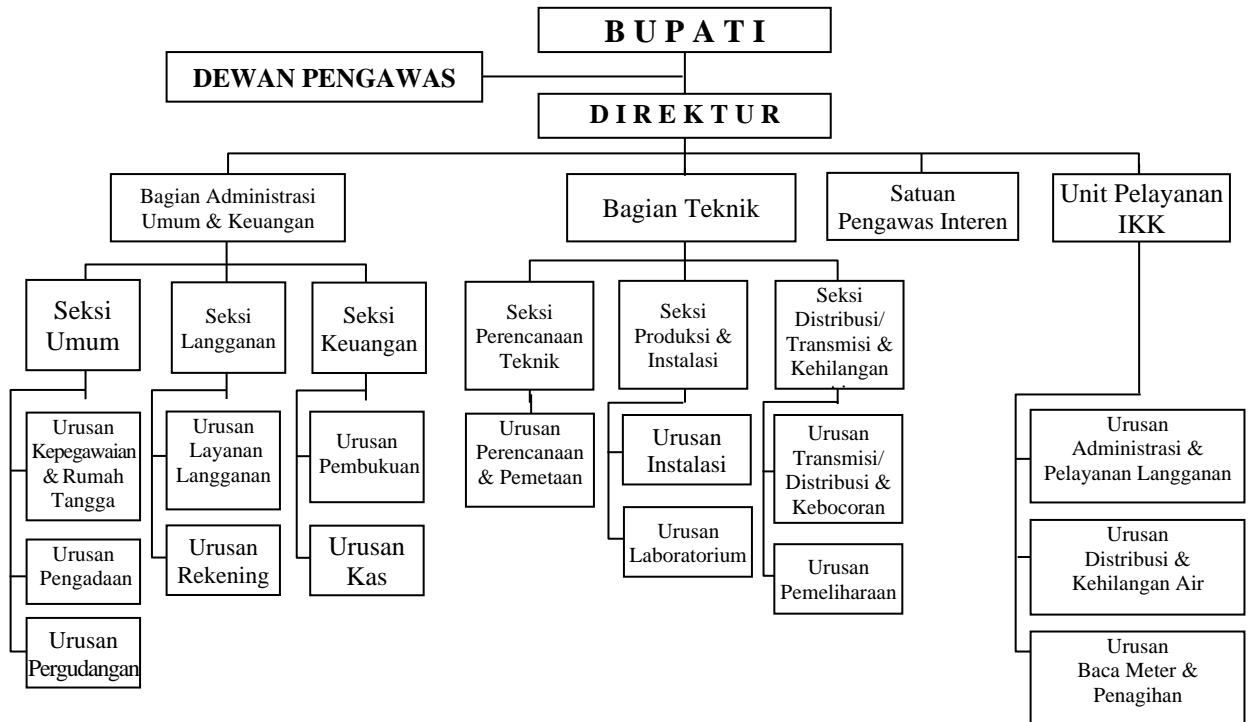 B U P A T I
DEWAN PENGAWAS
D I R E K T U R
Bagian Administrasi
Umum & Keuangan
Bagian Teknik
Satuan
Pengawas Interen
Unit Pelayanan
IKK
Seksi
Umum
Seksi
Langganan
Seksi
Keuangan
Seksi
Perencanaan
Teknik
Seksi
Produksi &
Instalasi
Seksi
Distribusi/
Transmisi &
Kehilangan
Urusan
Kepegawaian
& Rumah
Tangga
Urusan
Layanan
Langganan
Urusan
Pembukuan
Urusan
Perencanaan
& Pemetaan
Urusan
Instalasi
Urusan
Transmisi/
Distribusi &
Kebocoran
Urusan
Administrasi &
Pelayanan Langganan
Urusan
Pengadaan
Urusan
Rekening
Urusan
Kas
Urusan
Laboratorium
Urusan
Pemeliharaan
Urusan
Distribusi &
Kehilangan Air
Urusan
Pergudangan
Urusan
Baca Meter &
Penagihan